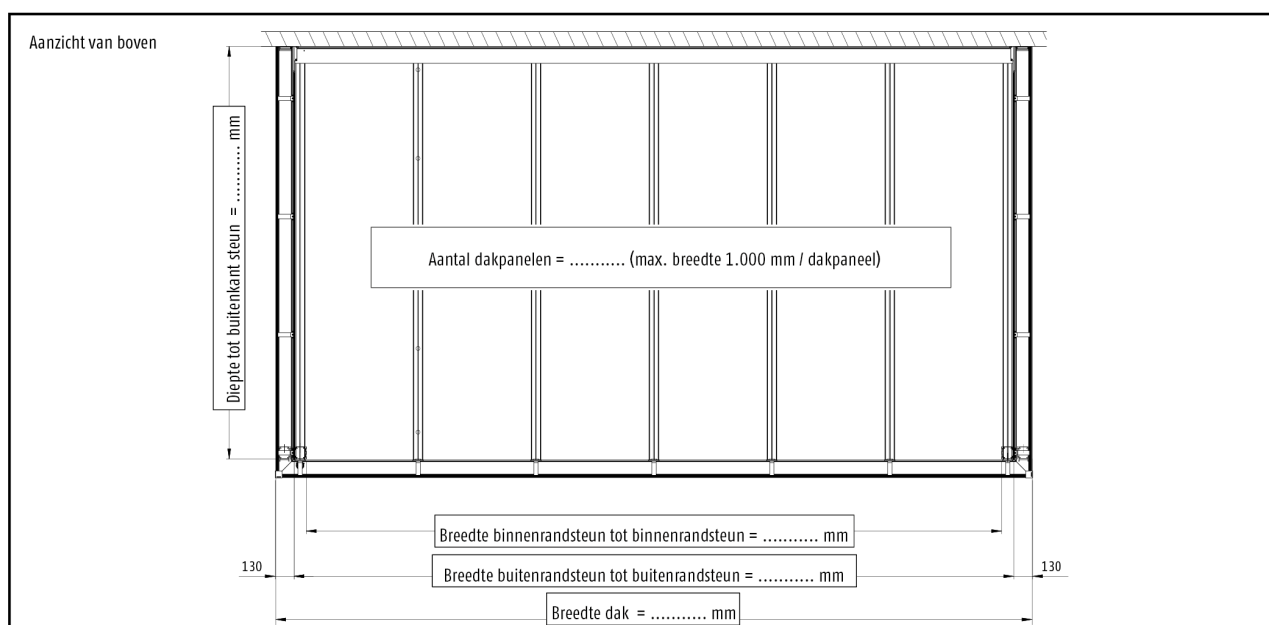 Aanzicht van boven
Diepte tot buitenkant steun = ........... mm
Aantal dakpanelen = ........... (max. breedte 1.000 mm / dakpaneel)
Breedte binnenrandsteun tot binnenrandsteun = ........... mm
130
Breedte buitenrandsteun tot buitenrandsteun = ........... mm
130
Breedte dak = ........... mm